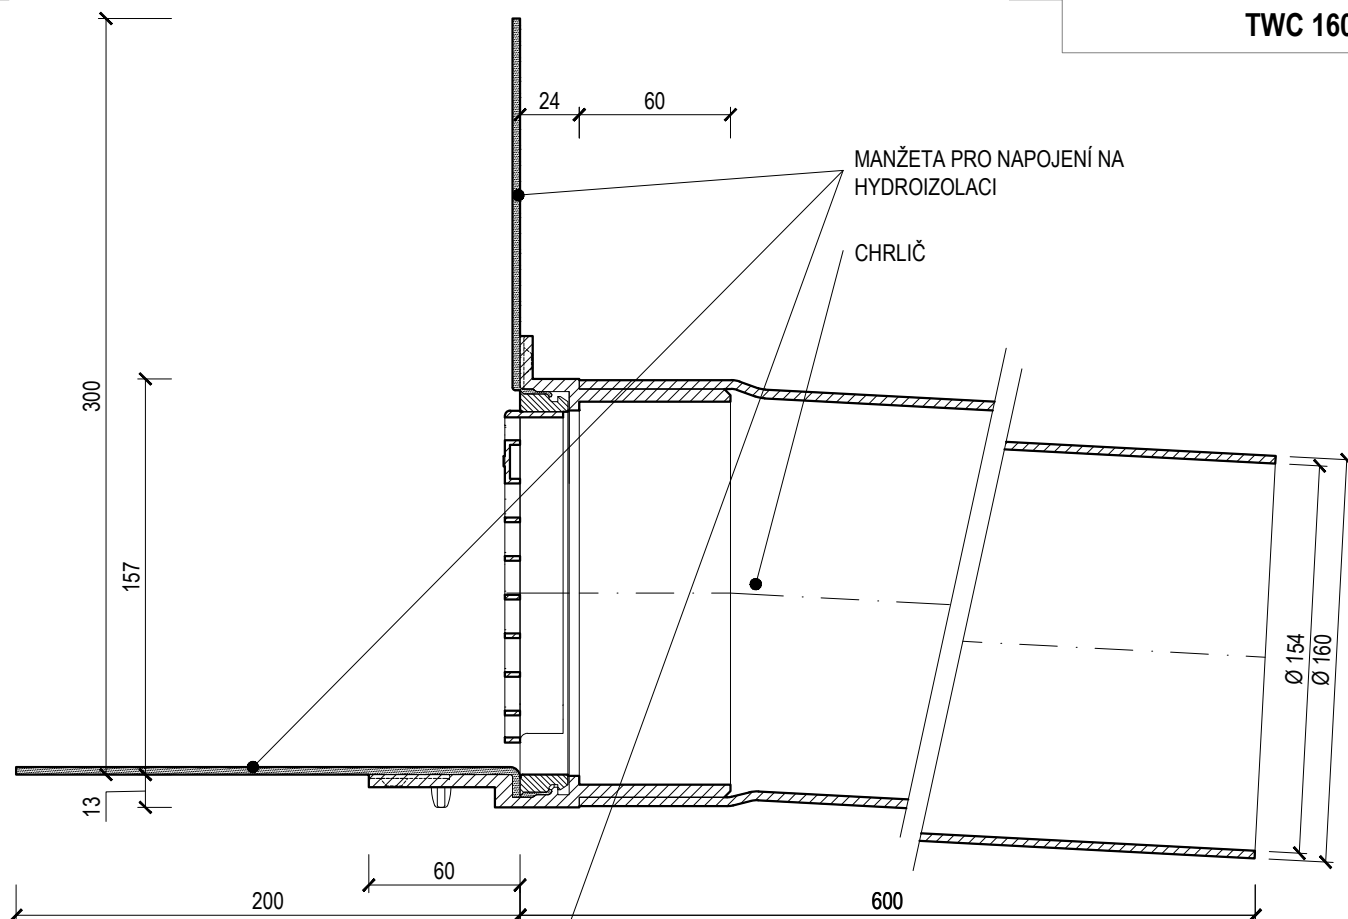 TWC 160
24
60
MANŽETA PRO NAPOJENÍ NA
HYDROIZOLACI
CHRLIČ
300
157
13
Ø 154
Ø 160
60
200
600